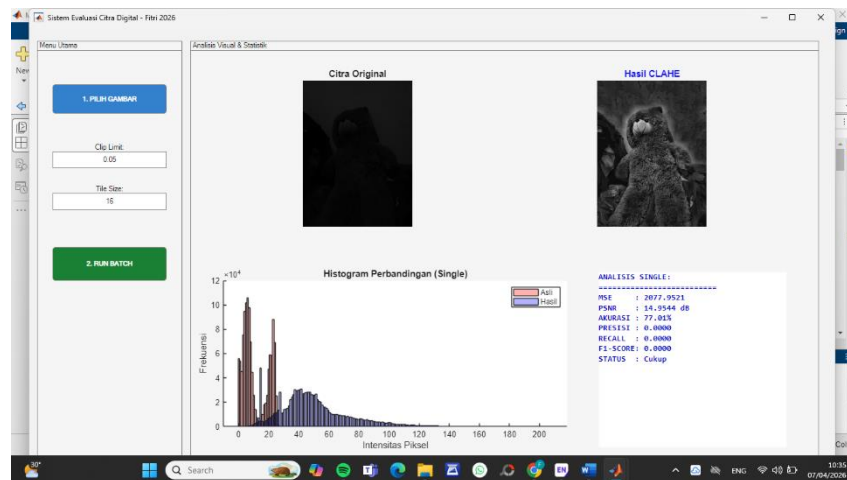 Sistem Evaluasi Citra Digital - Fitri 2026
Menu Utama
Analisis Visual & Statistik
New
1. PILIH GAMBAR
Clip Limit:
0.05
Tile Size:
16
2. RUN BATCH
Citra Original
Hasil CLAHE
Histogram Perbandingan (Single)
×10⁴
12
10
8
6
4
2
0
Frekuensi
0 20 40 60 80 100 120 140 160 180 200
Intensitas Piksel
Asli
Hasil
ANALISIS SINGLE:
==========================
MSE : 2077.9521
PSNR : 14.9544 dB
AKURASI : 77.01%
PRESISI : 0.0000
RECALL : 0.0000
F1-SCORE: 0.0000
STATUS : Cukup
Search
EN
ENG
30°
10:35
07/04/2026